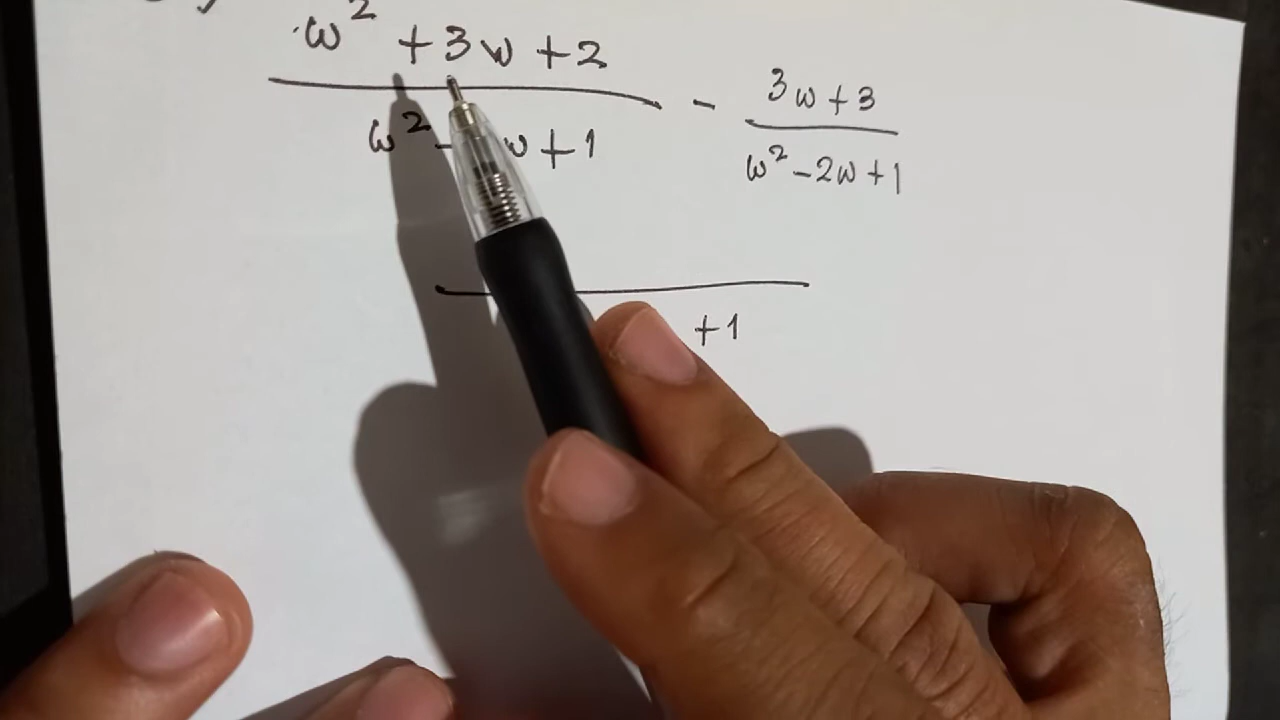 w² + 3w + 2
3w + 3
w² - w + 1
w² - 2w + 1
+ 1